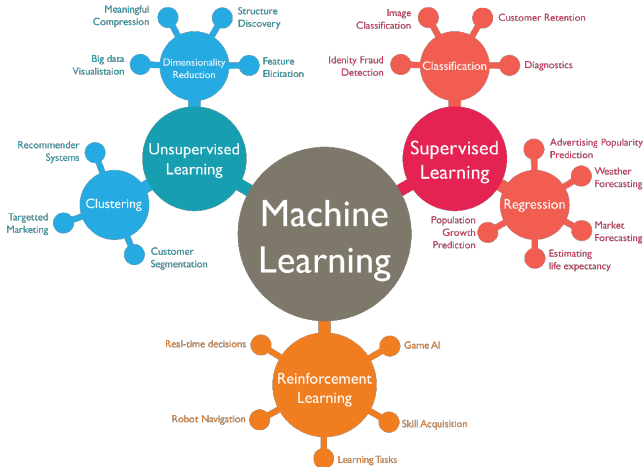 Meaningful
Compression
Structure
Discovery
Big data
Visualistaion
Dimensionality
Reduction
Feature
Elicitation
Unsupervised
Learning
Recommender
Systems
Clustering
Targetted
Marketing
Customer
Segmentation
Machine
Learning
Image
Classification
Customer Retention
Idenity Fraud
Detection
Classification
Diagnostics
Supervised
Learning
Advertising Popularity
Prediction
Weather
Forecasting
Regression
Population
Growth
Prediction
Market
Forecasting
Estimating
life expectancy
Real-time decisions
Game AI
Reinforcement
Learning
Robot Navigation
Skill Acquisition
Learning Tasks